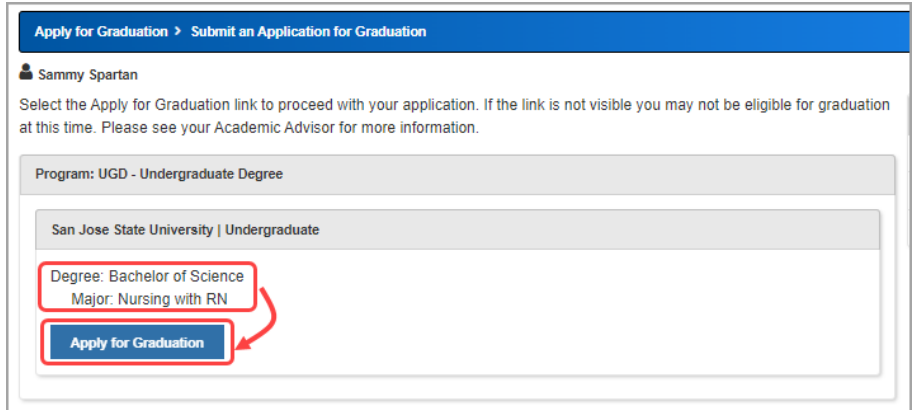 Apply for Graduation > Submit an Application for Graduation
Sammy Spartan
Select the Apply for Graduation link to proceed with your application. If the link is not visible you may not be eligible for graduation
at this time. Please see your Academic Advisor for more information.
Program: UGD - Undergraduate Degree
San Jose State University | Undergraduate
Degree: Bachelor of Science
Major: Nursing with RN
Apply for Graduation